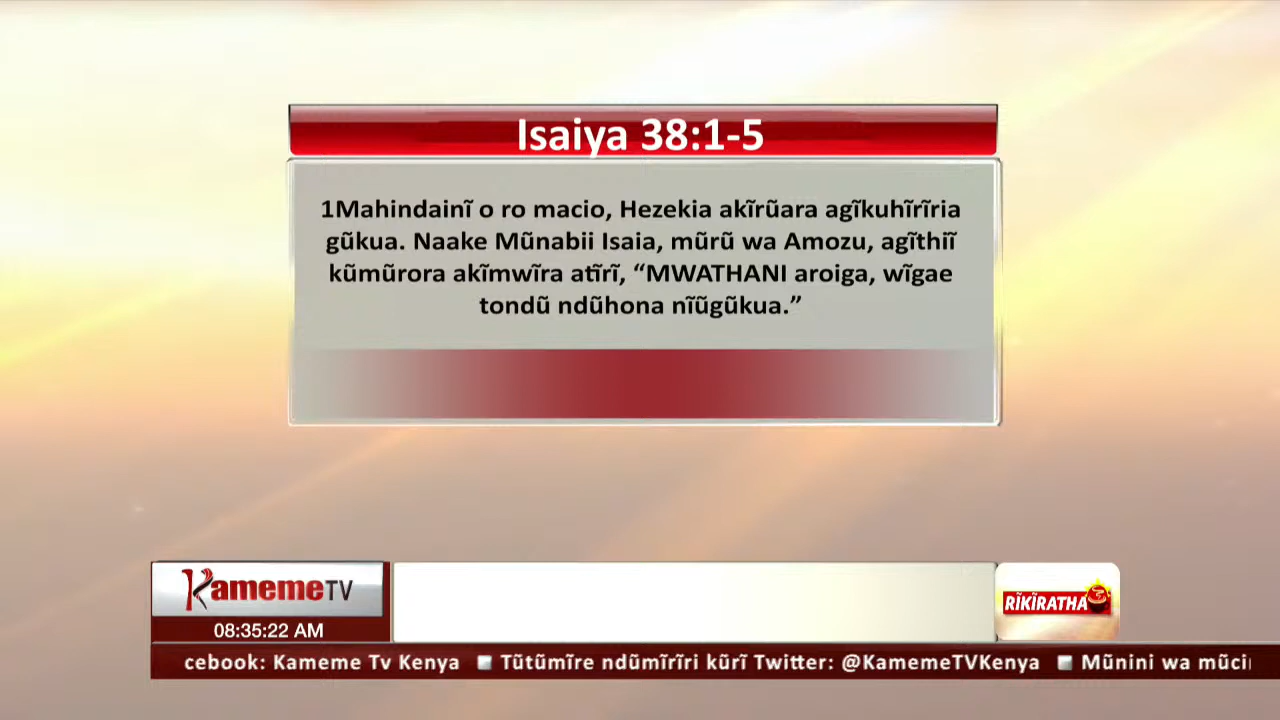 Isaiya 38:1-5
1Mahindainĩ o ro macio, Hezekia akĩrũara agĩkuhĩrĩria
gũkua. Naake Mũnabii Isaia, mũrũ wa Amozu, agĩthiĩ
kũmũrora akĩmwĩra atĩrĩ, “MWATHANI aroiga, wĩgae
tondũ ndũhona nĩũgũkua.”
Kameme TV
RĨKĨRATHA
08:35:22 AM
cebook: Kameme Tv Kenya Tũtũmĩre ndũmĩrĩri kũrĩ Twitter: @KamemeTVKenya Mũnini wa mũci